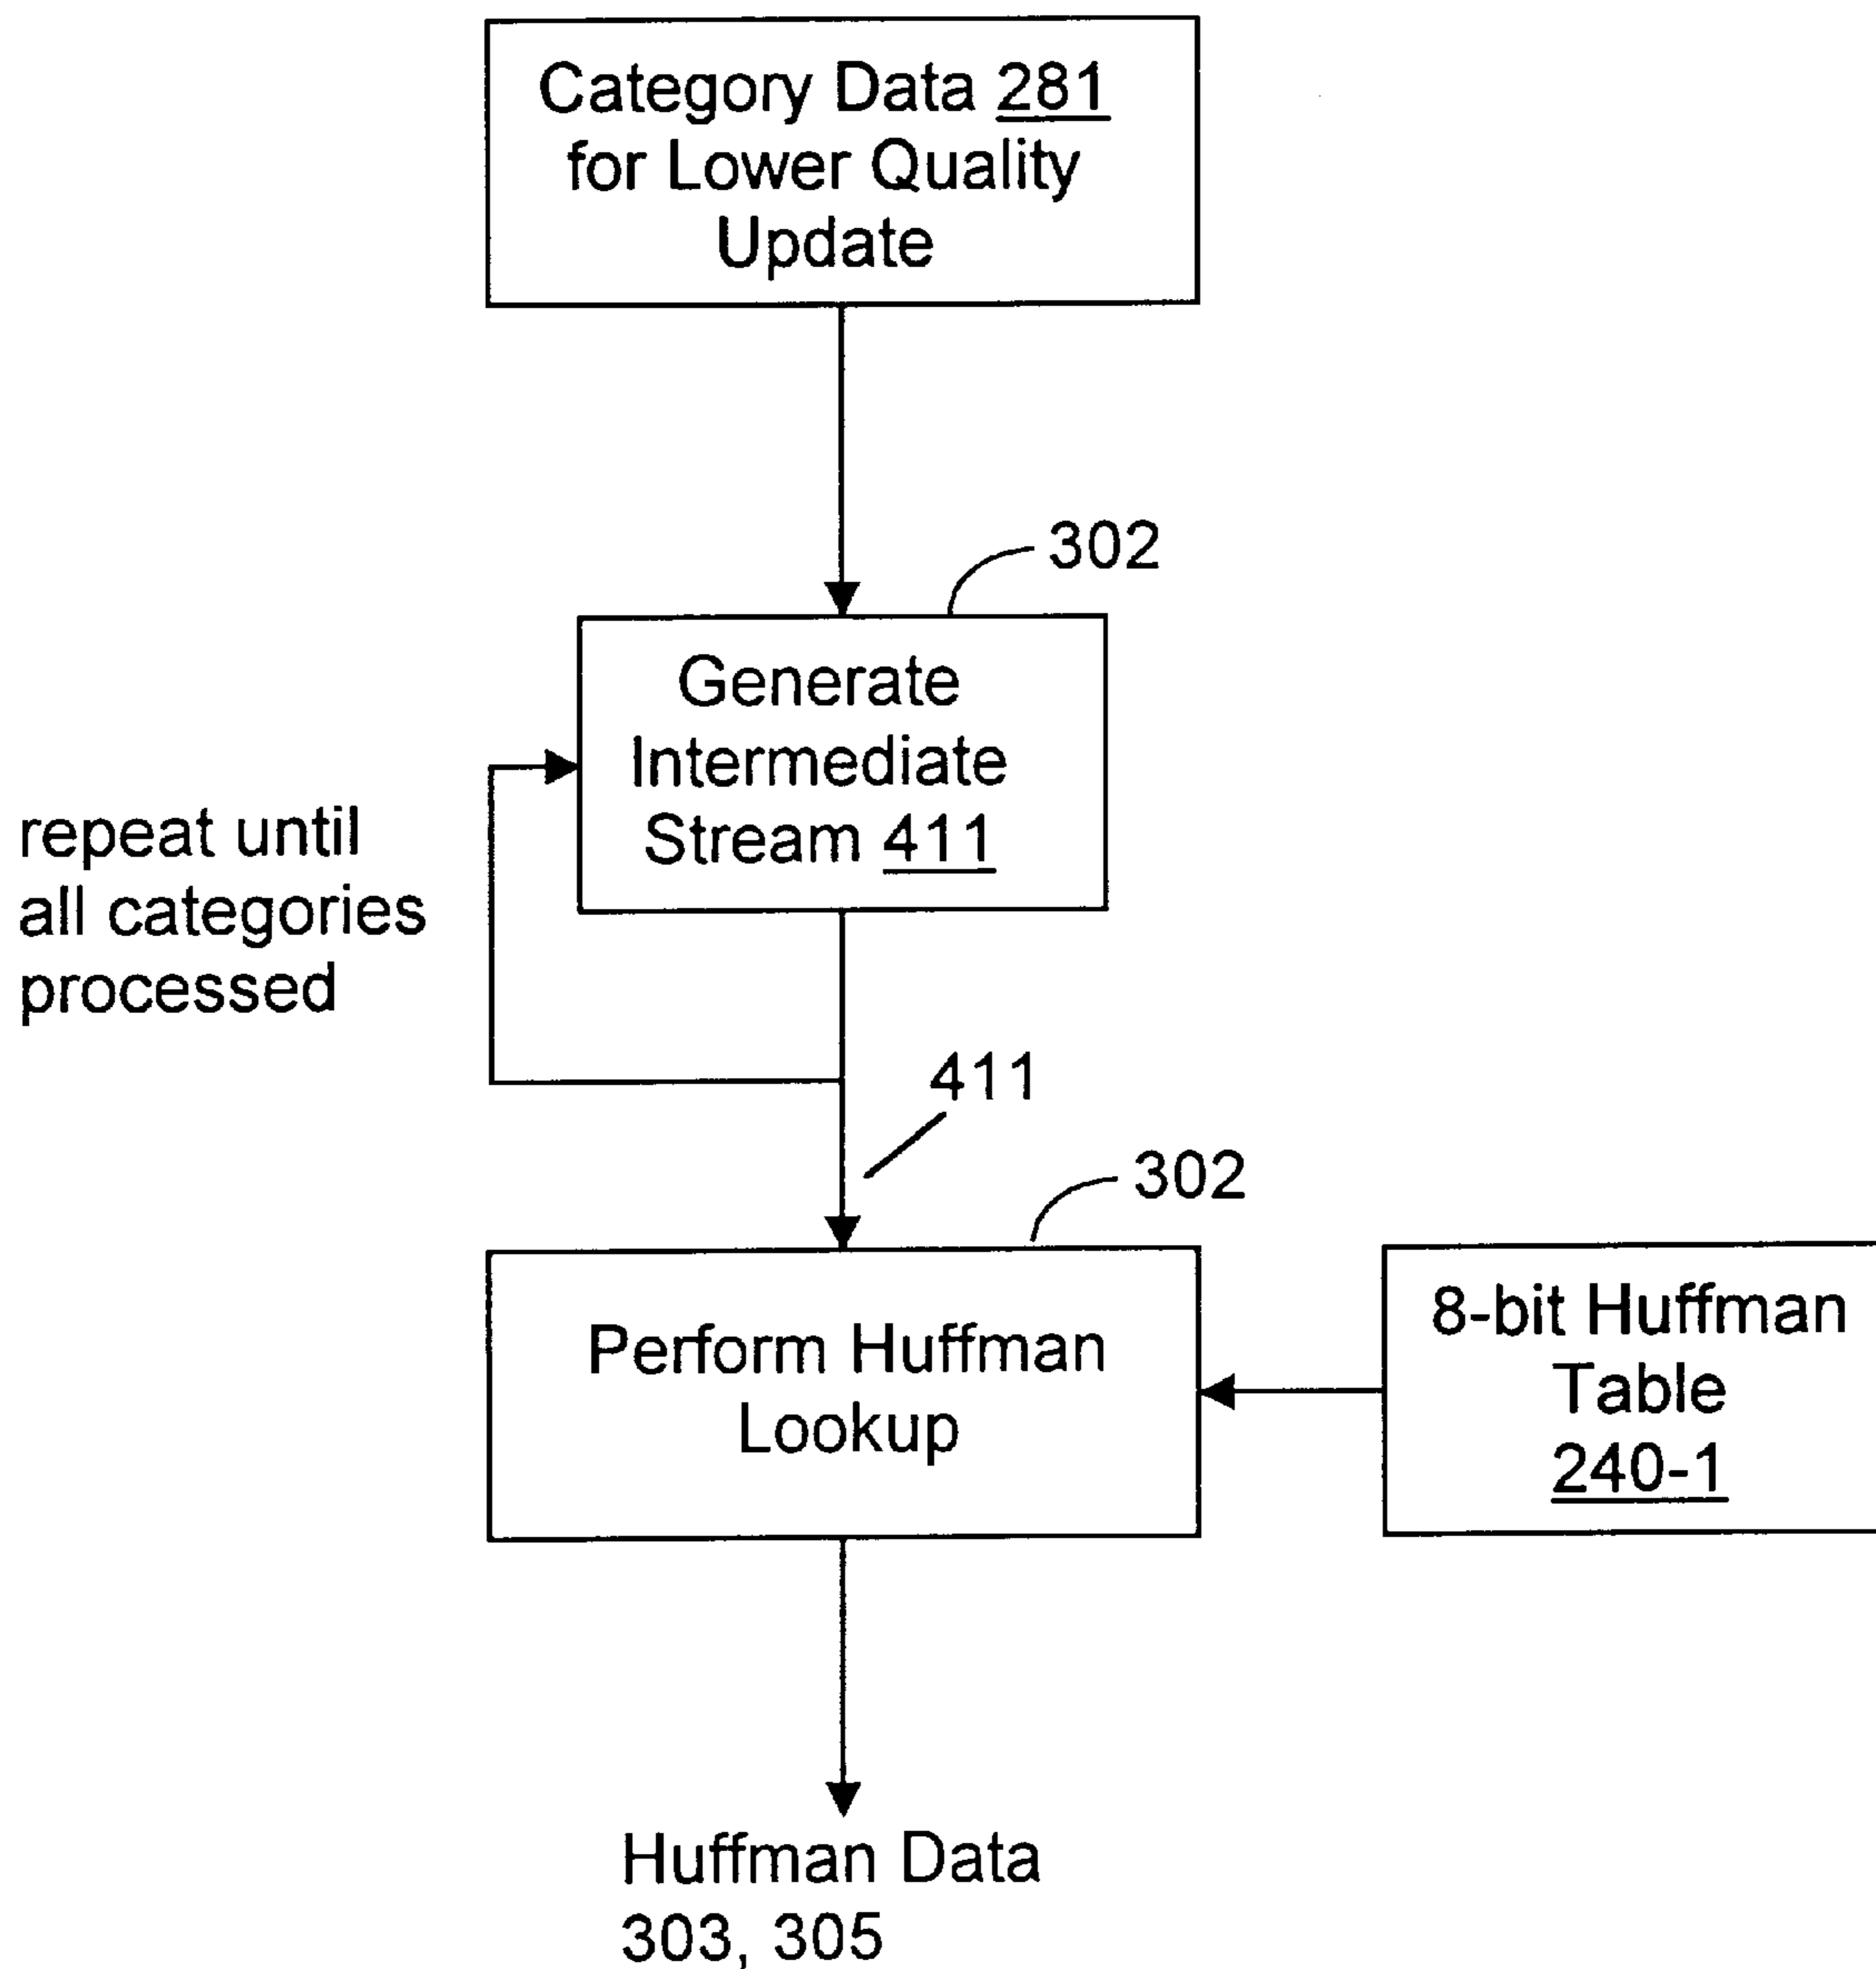 Category Data 281
for Lower Quality
Update
302
Generate
Intermediate
Stream 411
repeat until
all categories
processed
411
302
Perform Huffman
Lookup
8-bit Huffman
Table
240-1
Huffman Data
303, 305